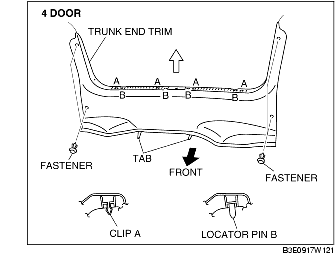 4 DOOR
TRUNK END TRIM
A A A A
B B B B
FASTENER
TAB
FRONT
FASTENER
CLIP A
LOCATOR PIN B
B3E0917W121